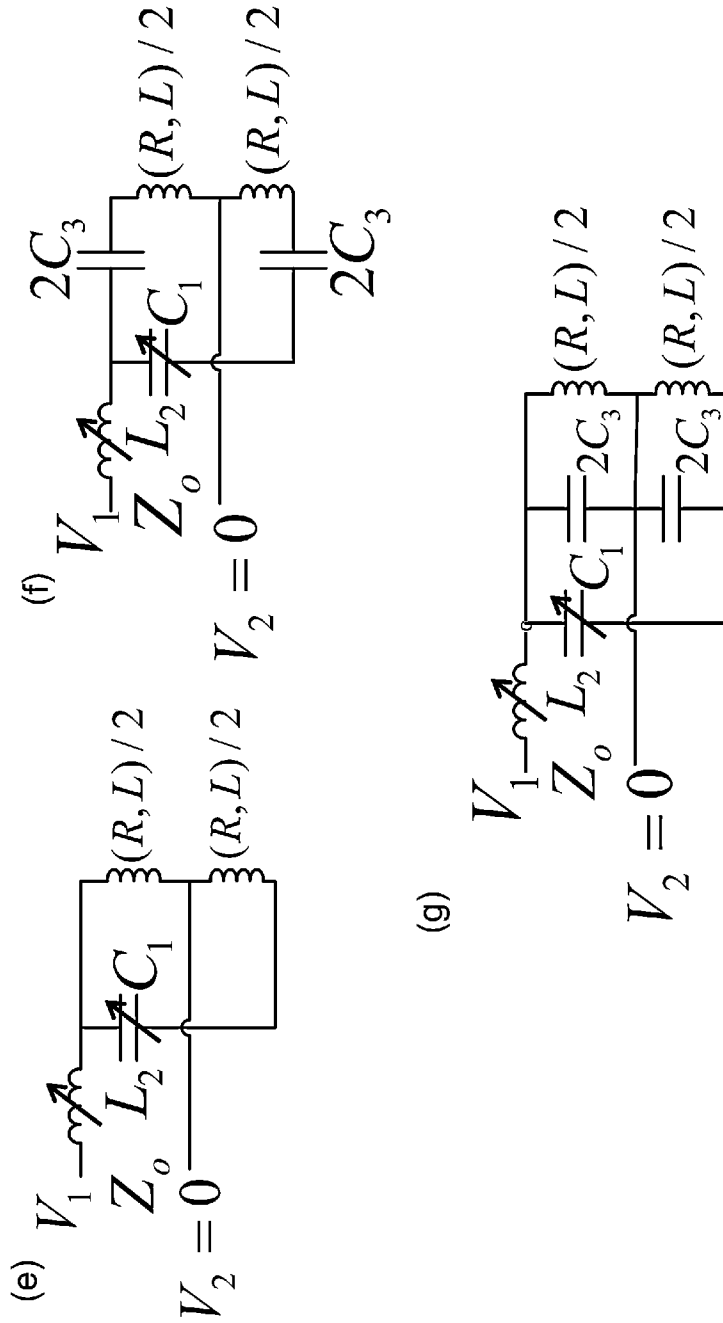 (e)
V₁
L₂
C₁
(R, L) / 2
Zₒ
(R, L) / 2
V₂ = 0
(f)
2C₃
V₁
(R, L) / 2
L₂
C₁
Zₒ
(R, L) / 2
V₂ = 0
2C₃
(g)
V₁
L₂
C₁
2C₃
(R, L) / 2
Zₒ
2C₃
(R, L) / 2
V₂ = 0